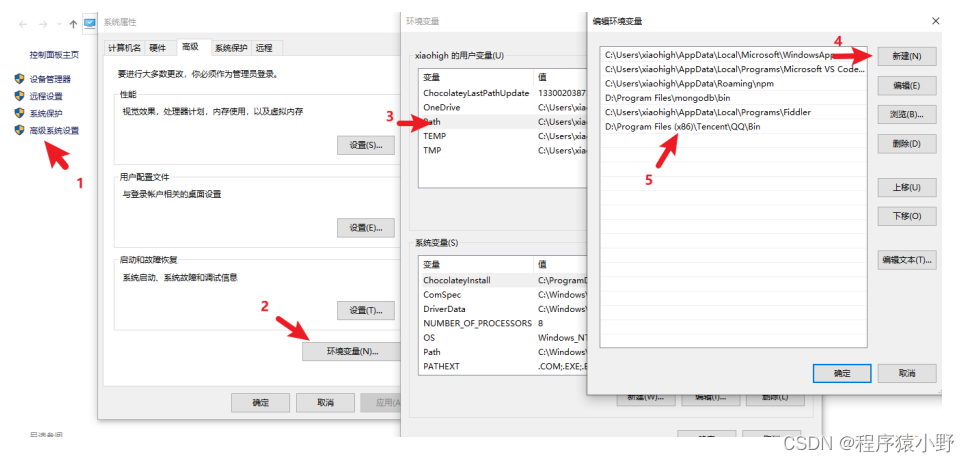 控制面板主页
设备管理器
远程设置
系统保护
高级系统设置
1
系统属性
计算机名 硬件 高级 系统保护 远程
要进行大多数更改，你必须作为管理员登录。
性能
视觉效果，处理器计划，内存使用，以及虚拟内存
设置(S)...
用户配置文件
与登录帐户相关的桌面设置
设置(E)...
启动和故障恢复
系统启动、系统故障和调试信息
设置(T)...
2
环境变量(N)...
确定 取消 应用(A
环境变量
xiaohigh 的用户变量(U)
变量 值
ChocolateyLastPathUpdate 1330020387
OneDrive C:\Users\xia
3
Path C:\Users\xia
TEMP C:\Users\xia
TMP C:\Users\xia
系统变量(S)
变量 值
ChocolateyInstall C:\ProgramD
ComSpec C:\Windows\
DriverData C:\Windows\
NUMBER_OF_PROCESSORS 8
OS Windows_NT
Path C:\Windows\
PATHEXT .COM;.EXE;.E
新建(W)... 编辑(I)... 删除(L)
编辑环境变量
4
C:\Users\xiaohigh\AppData\Local\Microsoft\WindowsApp
C:\Users\xiaohigh\AppData\Local\Programs\Microsoft VS Code...
C:\Users\xiaohigh\AppData\Roaming\npm
D:\Program Files\mongodb\bin
C:\Users\xiaohigh\AppData\Local\Programs\Fiddler
D:\Program Files (x86)\Tencent\QQ\Bin
5
新建(N)
编辑(E)
浏览(B)...
删除(D)
上移(U)
下移(O)
编辑文本(T)...
确定 取消
CSDN @程序猿小野